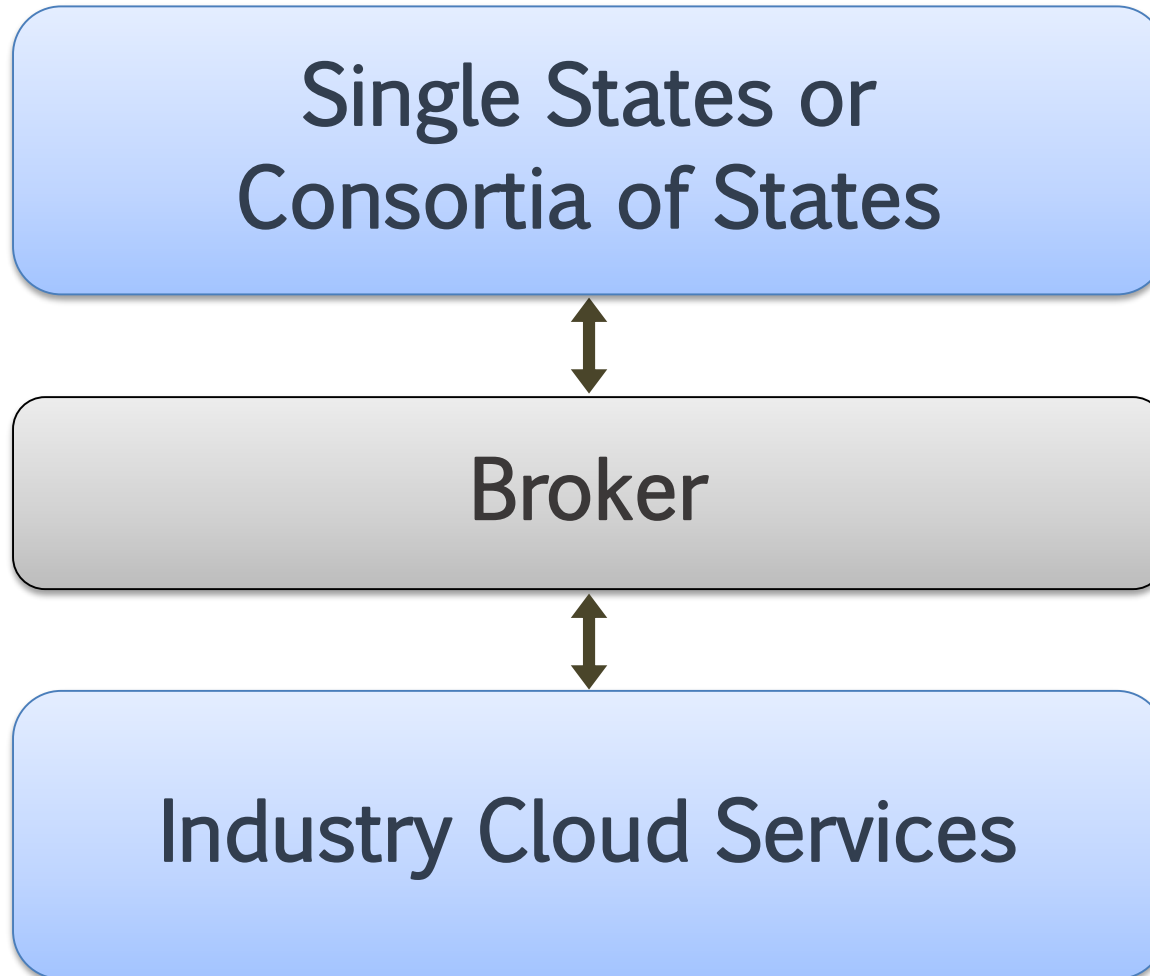 Single States or
Consortia of States
Broker
Industry Cloud Services